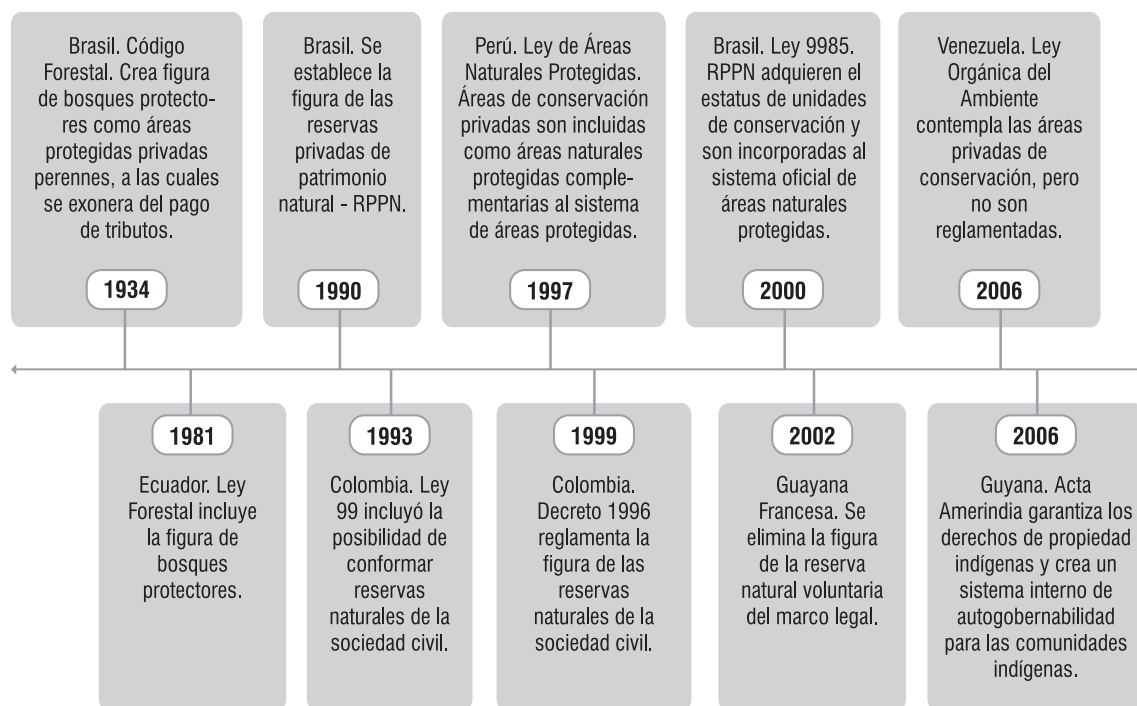 Brasil. Código
Forestal. Crea figura
de bosques protecto-
res como áreas
protegidas privadas
perennes, a las cuales
se exonera del pago
de tributos.
1934
Brasil. Se
establece la
figura de las
reservas
privadas de
patrimonio
natural - RPPN.
1990
Perú. Ley de Áreas
Naturales Protegidas.
Áreas de conservación
privadas son incluidas
como áreas naturales
protegidas comple-
mentarias al sistema
de áreas protegidas.
1997
Brasil. Ley 9985.
RPPN adquieren el
estatus de unidades
de conservación y
son incorporadas al
sistema oficial de
áreas naturales
protegidas.
2000
Venezuela. Ley
Orgánica del
Ambiente
contempla las áreas
privadas de
conservación, pero
no son
reglamentadas.
2006
1981
Ecuador. Ley
Forestal incluye
la figura de
bosques
protectores.
1993
Colombia. Ley
99 incluyó la
posibilidad de
conformar
reservas
naturales de la
sociedad civil.
1999
Colombia.
Decreto 1996
reglamenta la
figura de las
reservas
naturales de la
sociedad civil.
2002
Guayana
Francesa. Se
elimina la figura
de la reserva
natural voluntaria
del marco legal.
2006
Guyana. Acta
Amerindia garantiza los
derechos de propiedad
indígenas y crea un
sistema interno de
autogobernabilidad
para las comunidades
indígenas.